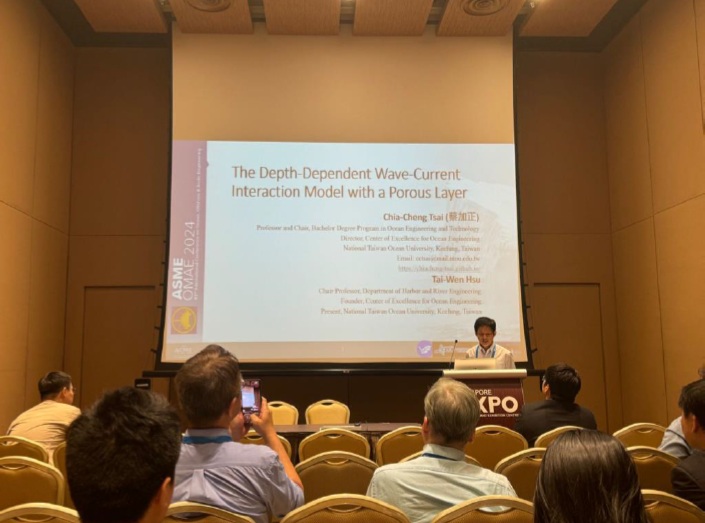 The Depth-Dependent Wave-Current
Interaction Model with a Porous Layer
Chia-Cheng Tsai (蔡加正)
Professor and Chair, Bachelor Degree Program in Ocean Engineering and Technology
Director, Center of Excellence for Ocean Engineering
National Taiwan Ocean University, Keelung, Taiwan
Tai-Wen Hsu
Chair Professor, Department of Harbor and River Engineering
Founder, Center of Excellence for Ocean Engineering
National Taiwan Ocean University, Keelung, Taiwan
ASME
OMAE 2024
PORE
XPO